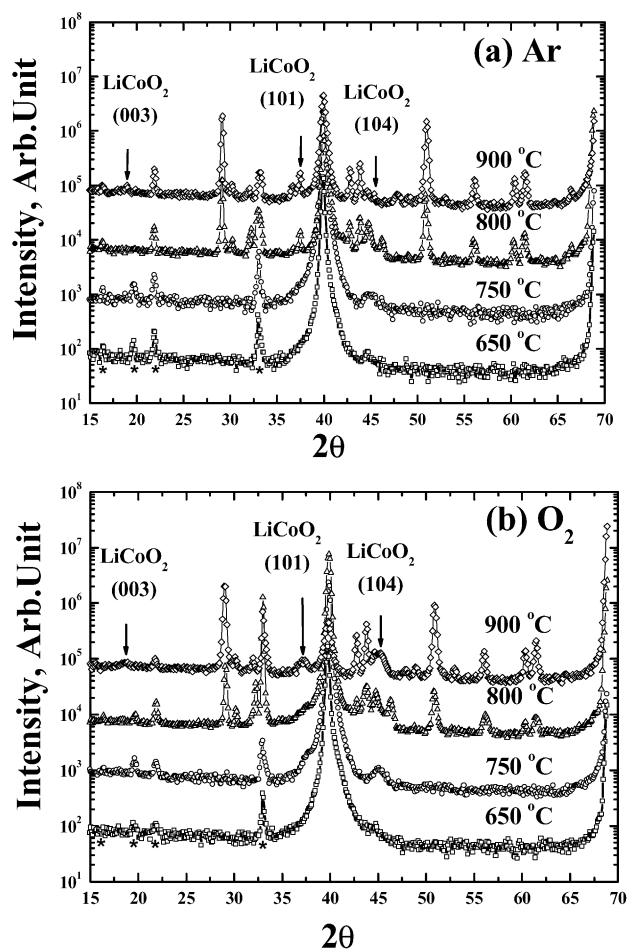 (a) Ar
LiCoO2
(003)
LiCoO2
(101)
LiCoO2
(104)
900 °C
800 °C
750 °C
650 °C
Intensity, Arb.Unit
10^8
10^7
10^6
10^5
10^4
10^3
10^2
10^1
* * * *
15 20 25 30 35 40 45 50 55 60 65 70
2θ
(b) O2
LiCoO2
(003)
LiCoO2
(101)
LiCoO2
(104)
900 °C
800 °C
750 °C
650 °C
Intensity, Arb.Unit
10^8
10^7
10^6
10^5
10^4
10^3
10^2
10^1
* * * *
15 20 25 30 35 40 45 50 55 60 65 70
2θ